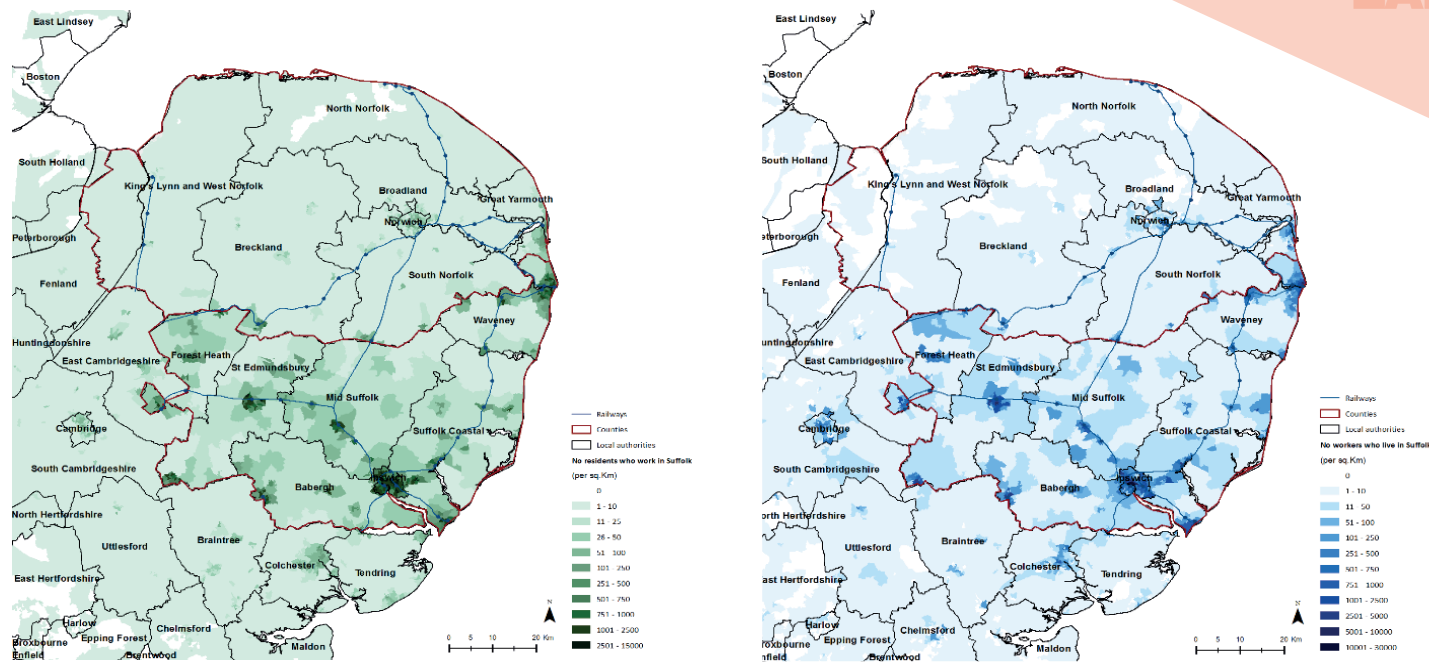 East Lindsey
Boston
North Norfolk
South Holland
King's Lynn and West Norfolk
Broadland
Great Yarmouth
Norwich
Peterborough
Breckland
South Norfolk
Fenland
Waveney
Huntingdonshire
East Cambridgeshire
Forest Heath
St Edmundsbury
Mid Suffolk
Cambridge
Suffolk Coastal
South Cambridgeshire
Babergh
Ipswich
North Hertfordshire
Uttlesford
Braintree
Colchester
Tendring
East Hertfordshire
Harlow
Epping Forest
Chelmsford
Broxbourne
Enfield
Brentwood
Maldon
Railways
Counties
Local authorities
No residents who work in Suffolk
(per sq.Km)
0
1 - 10
11 - 25
26 - 50
51 - 100
101 - 250
251 - 500
501 - 750
751 - 1000
1001 - 2500
2501 - 15000
N
0 5 10 20 Km
East Lindsey
Boston
North Norfolk
South Holland
King's Lynn and West Norfolk
Broadland
Great Yarmouth
Norwich
eterborough
Breckland
South Norfolk
Fenland
Waveney
untingdonshire
East Cambridgeshire
Forest Heath
St Edmundsbury
Mid Suffolk
Cambridge
Suffolk Coastal
South Cambridgeshire
Babergh
Ipswich
orth Hertfordshire
Uttlesford
Braintree
Colchester
Tendring
East Hertfordshire
Harlow
Epping Forest
Chelmsford
roxbourne
nfield
Brentwood
Maldon
Railways
Counties
Local authorities
No workers who live in Suffolk
(per sq.Km)
0
1 - 10
11 - 50
51 - 100
101 - 250
251 - 500
501 - 750
751 - 1000
1001 - 2500
2501 - 5000
5001 - 10000
10001 - 30000
N
0 5 10 20 Km